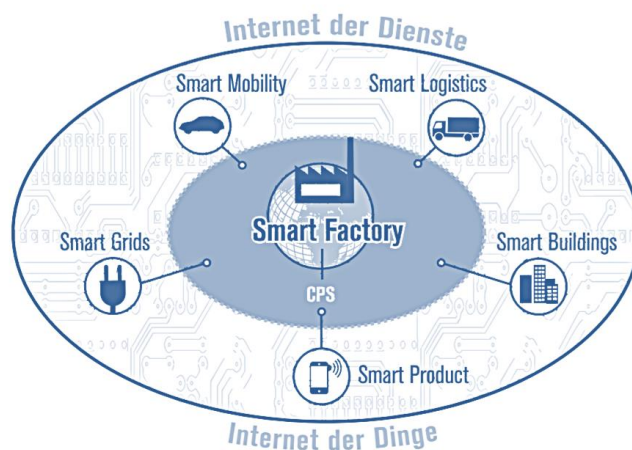 Internet der Dienste
Smart Mobility
Smart Logistics
Smart Factory
Smart Grids
Smart Buildings
CPS
Smart Product
Internet der Dinge